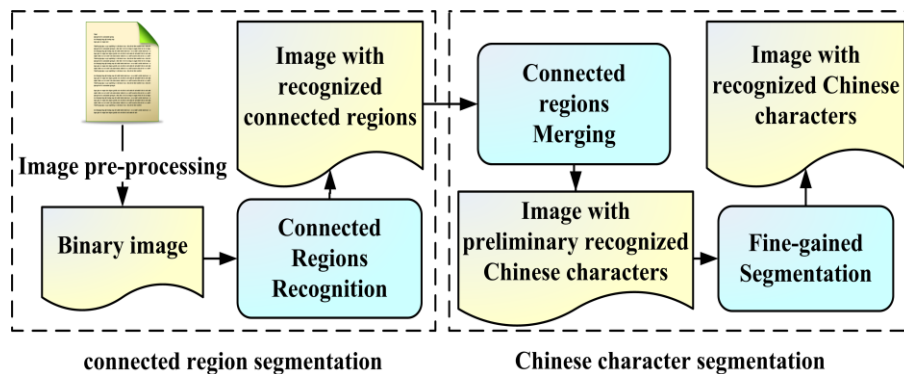 Image pre-processing
Binary image
Connected
Regions
Recognition
Image with
recognized
connected regions
connected region segmentation
Connected
regions
Merging
Image with
preliminary recognized
Chinese characters
Fine-gained
Segmentation
Image with
recognized Chinese
characters
Chinese character segmentation